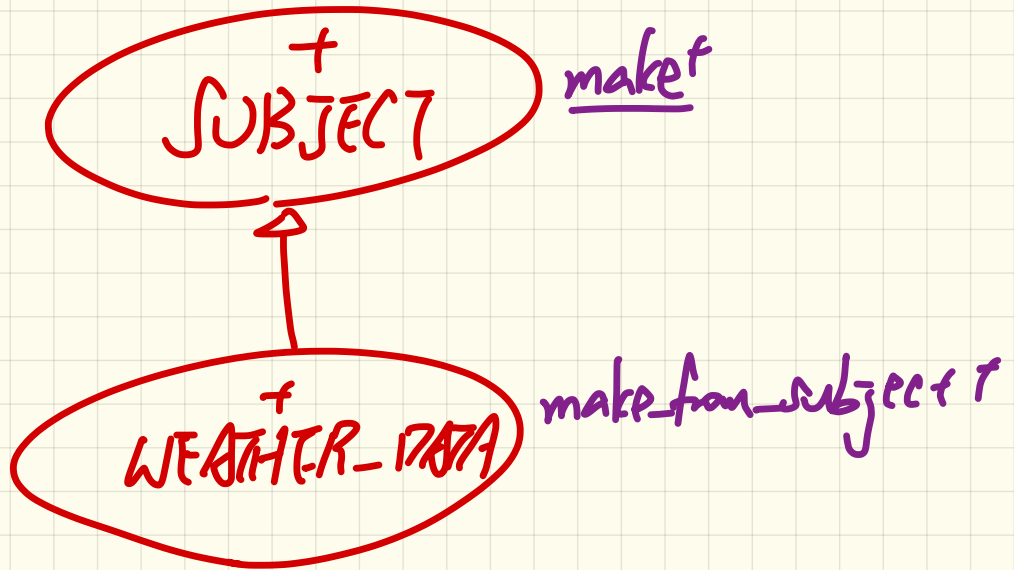 +
SUBJECT
make+
+
WEATHER_DATA
make_from_subject+